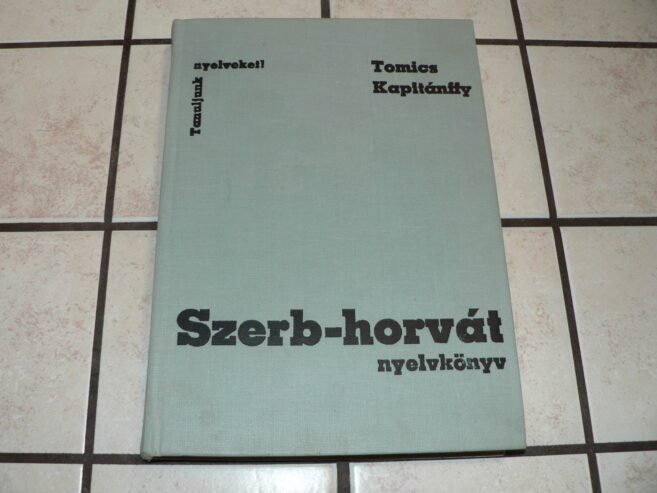 Tanuljunk
nyelveket!
Tomics
Kapitánffy
Szerb-horvát
nyelvkönyv